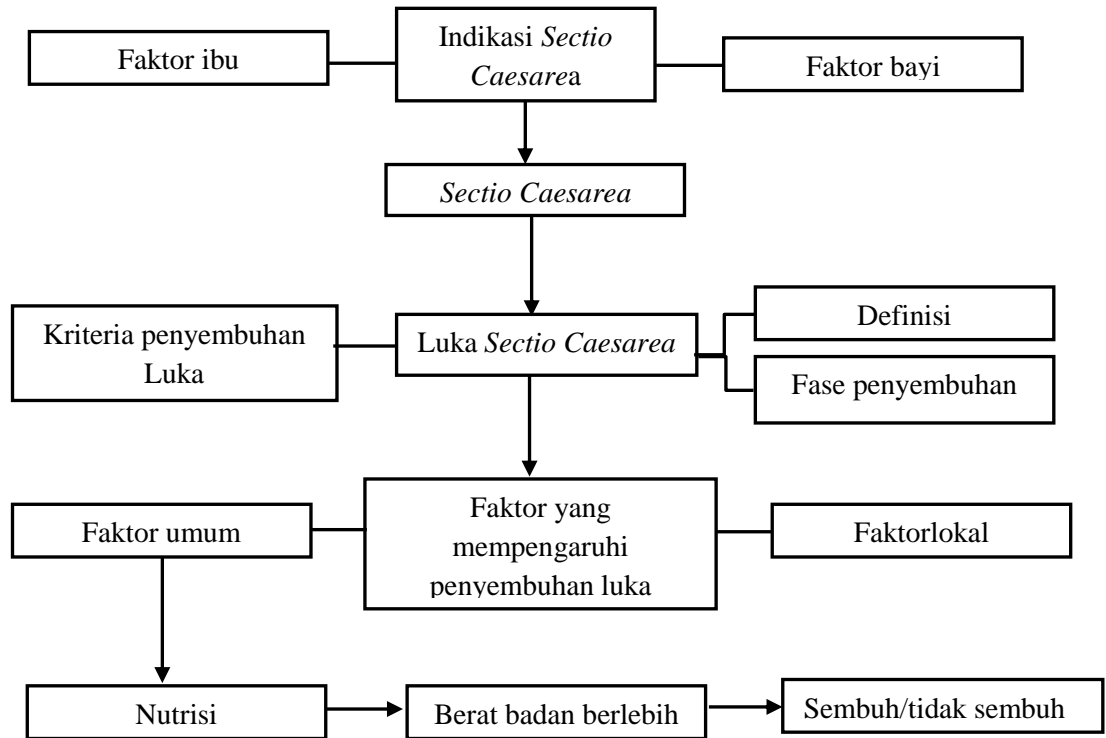 Faktor ibu
Indikasi Sectio
Caesarea
Faktor bayi
Sectio Caesarea
Kriteria penyembuhan
Luka
Luka Sectio Caesarea
Definisi
Fase penyembuhan
Faktor umum
Faktor yang
mempengaruhi
penyembuhan luka
Faktorlokal
Nutrisi
Berat badan berlebih
Sembuh/tidak sembuh